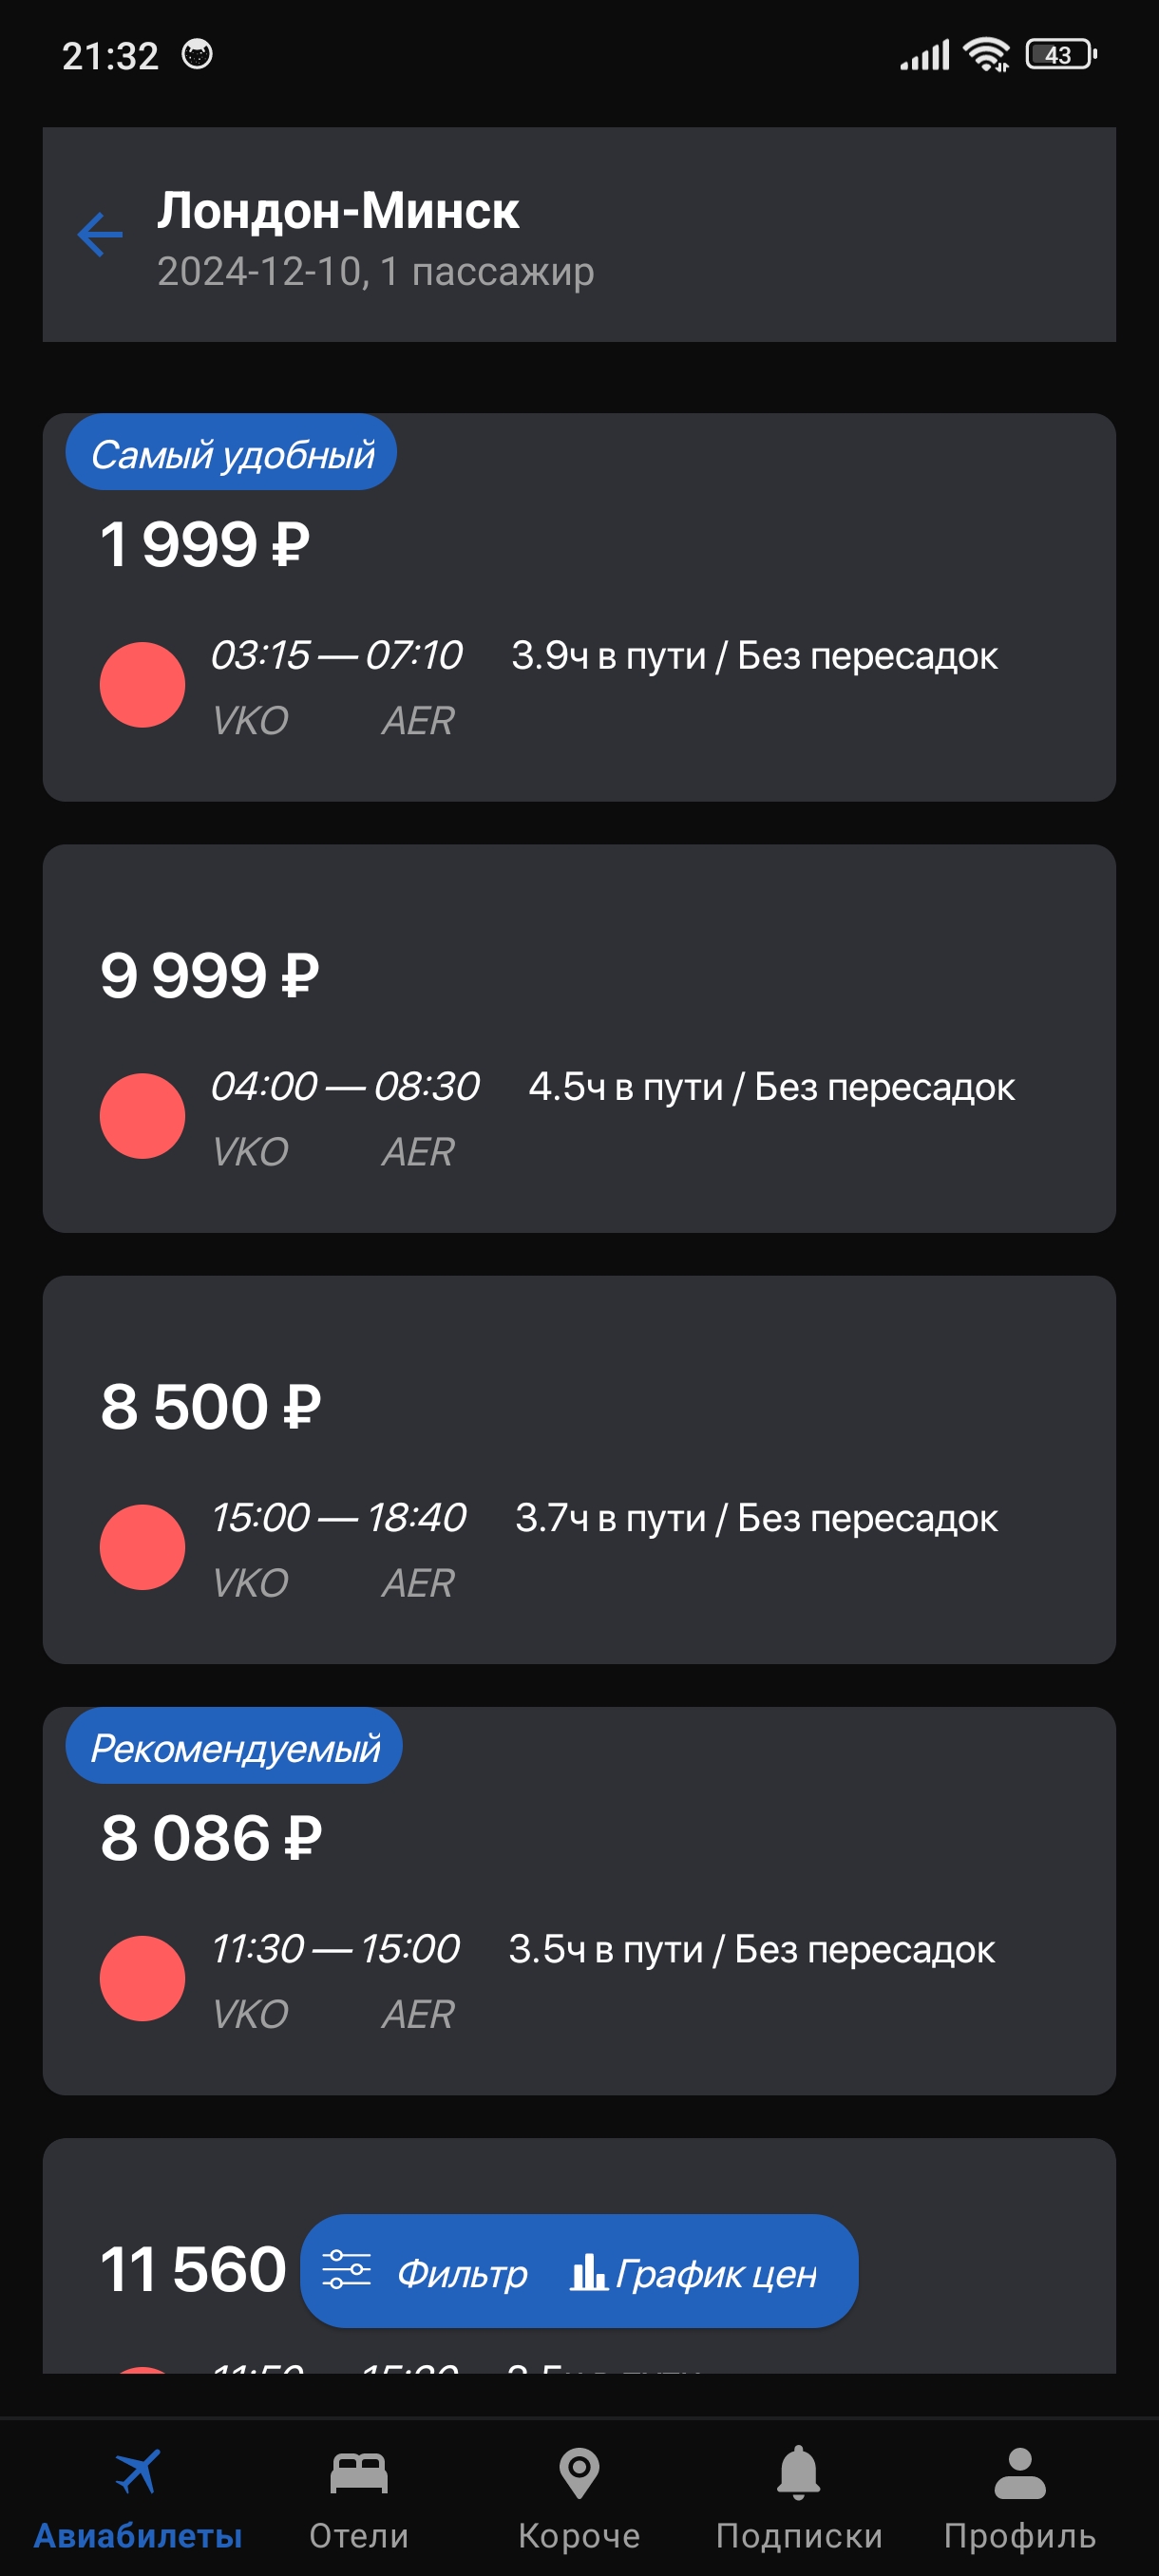 21:32
43
Лондон-Минск
2024-12-10, 1 пассажир
Самый удобный
1 999 ₽
03:15 — 07:10 3.9ч в пути / Без пересадок
VKO AER
9 999 ₽
04:00 — 08:30 4.5ч в пути / Без пересадок
VKO AER
8 500 ₽
15:00 — 18:40 3.7ч в пути / Без пересадок
VKO AER
Рекомендуемый
8 086 ₽
11:30 — 15:00 3.5ч в пути / Без пересадок
VKO AER
11 560
Фильтр График цен
Авиабилеты Отели Короче Подписки Профиль